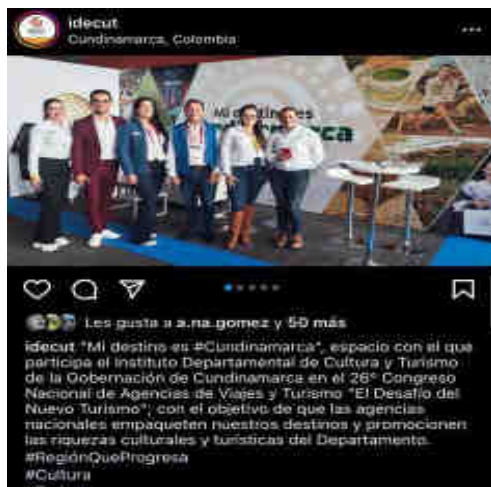 idecut
Cundinamarca, Colombia
Mi destino es
Cundinamarca
Les gusta a a.na.gomez y 50 más
idecut "Mi destino es #Cundinamarca", espacio con el que
participa el Instituto Departamental de Cultura y Turismo
de la Gobernación de Cundinamarca en el 26° Congreso
Nacional de Agencias de Viajes y Turismo "El Desafío del
Nuevo Turismo"; con el objetivo de que las agencias
nacionales empaqueten nuestros destinos y promocionen
las riquezas culturales y turísticas del Departamento.
#RegiónQueProgresa
#Cultura